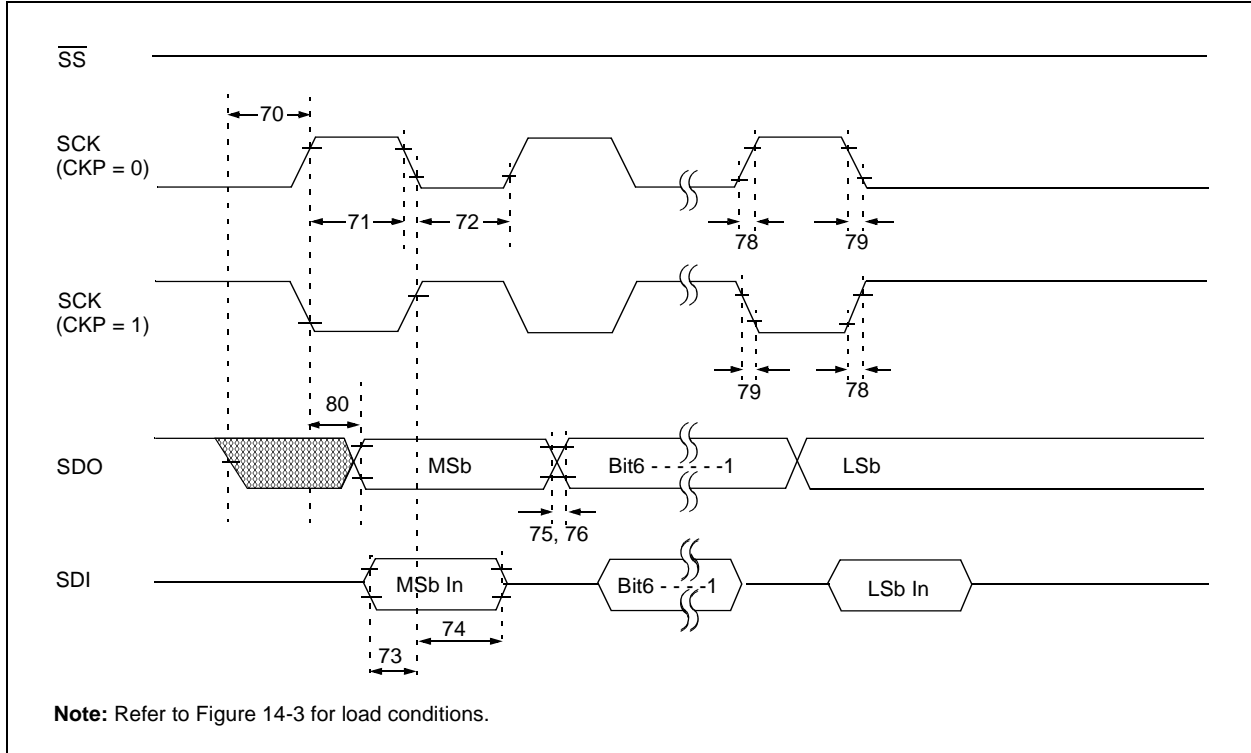 SS
70
SCK
(CKP = 0)
71
72
78
79
SCK
(CKP = 1)
79
78
80
SDO
MSb
Bit6 - - - - - -1
LSb
75, 76
SDI
MSb In
Bit6 - - - -1
LSb In
74
73
Note: Refer to Figure 14-3 for load conditions.